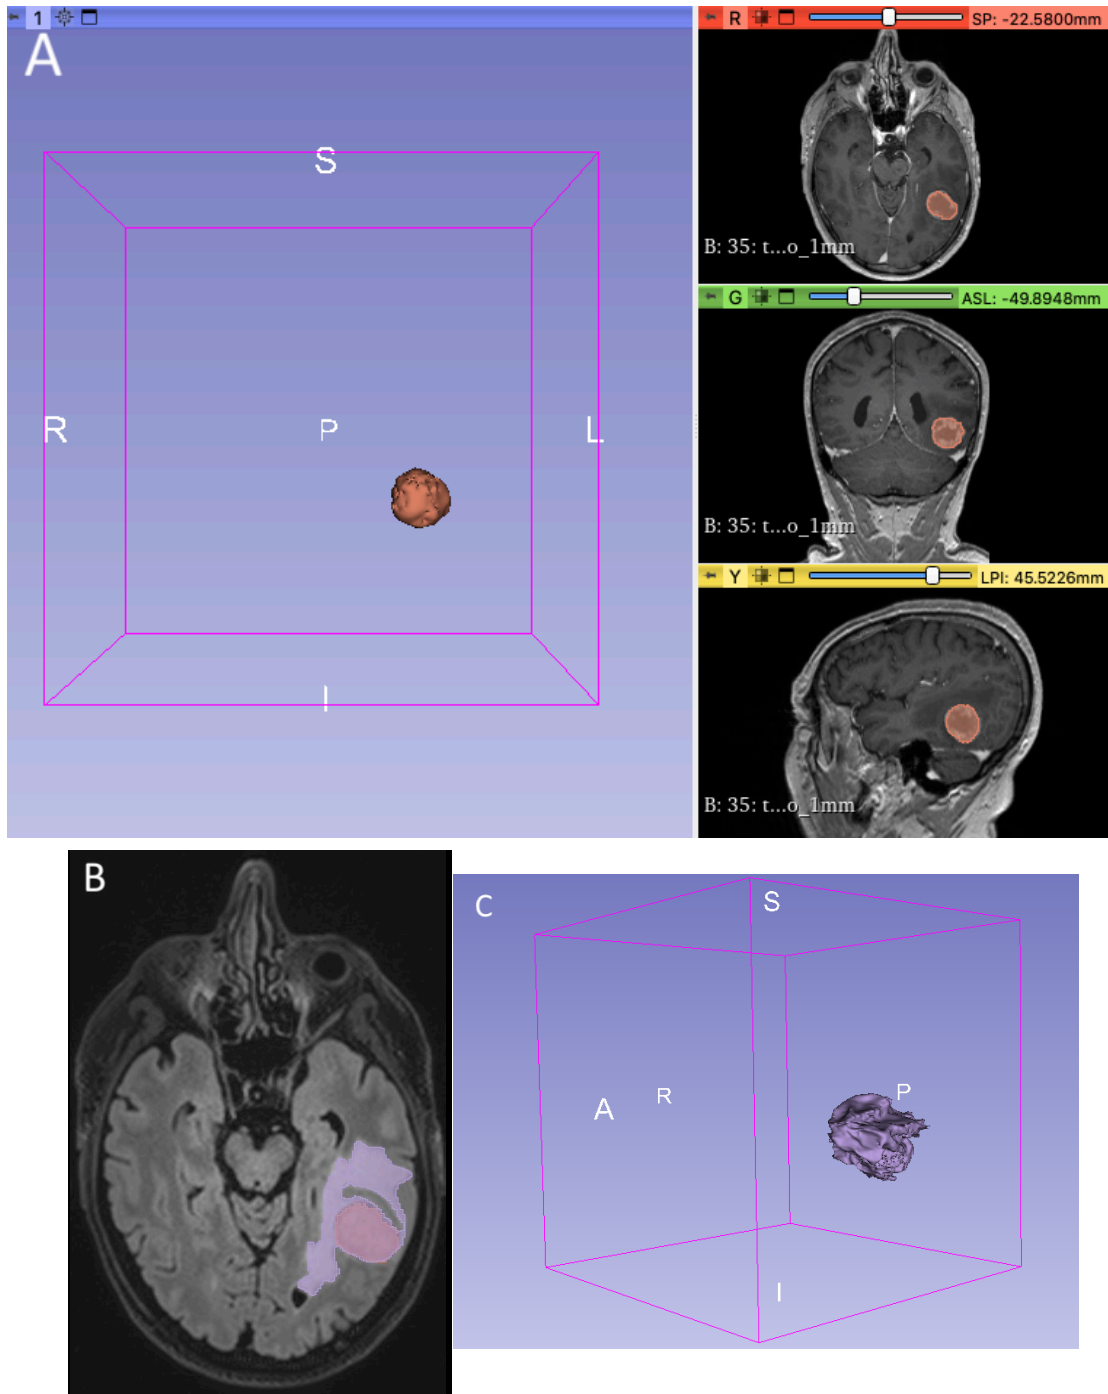 1
A
S
R
P
L
I
R
SP: -22.5800mm
B: 35: t...o_1mm
G
ASL: -49.8948mm
B: 35: t...o_1mm
Y
LPI: 45.5226mm
B: 35: t...o_1mm
B
C
S
A
R
P
I